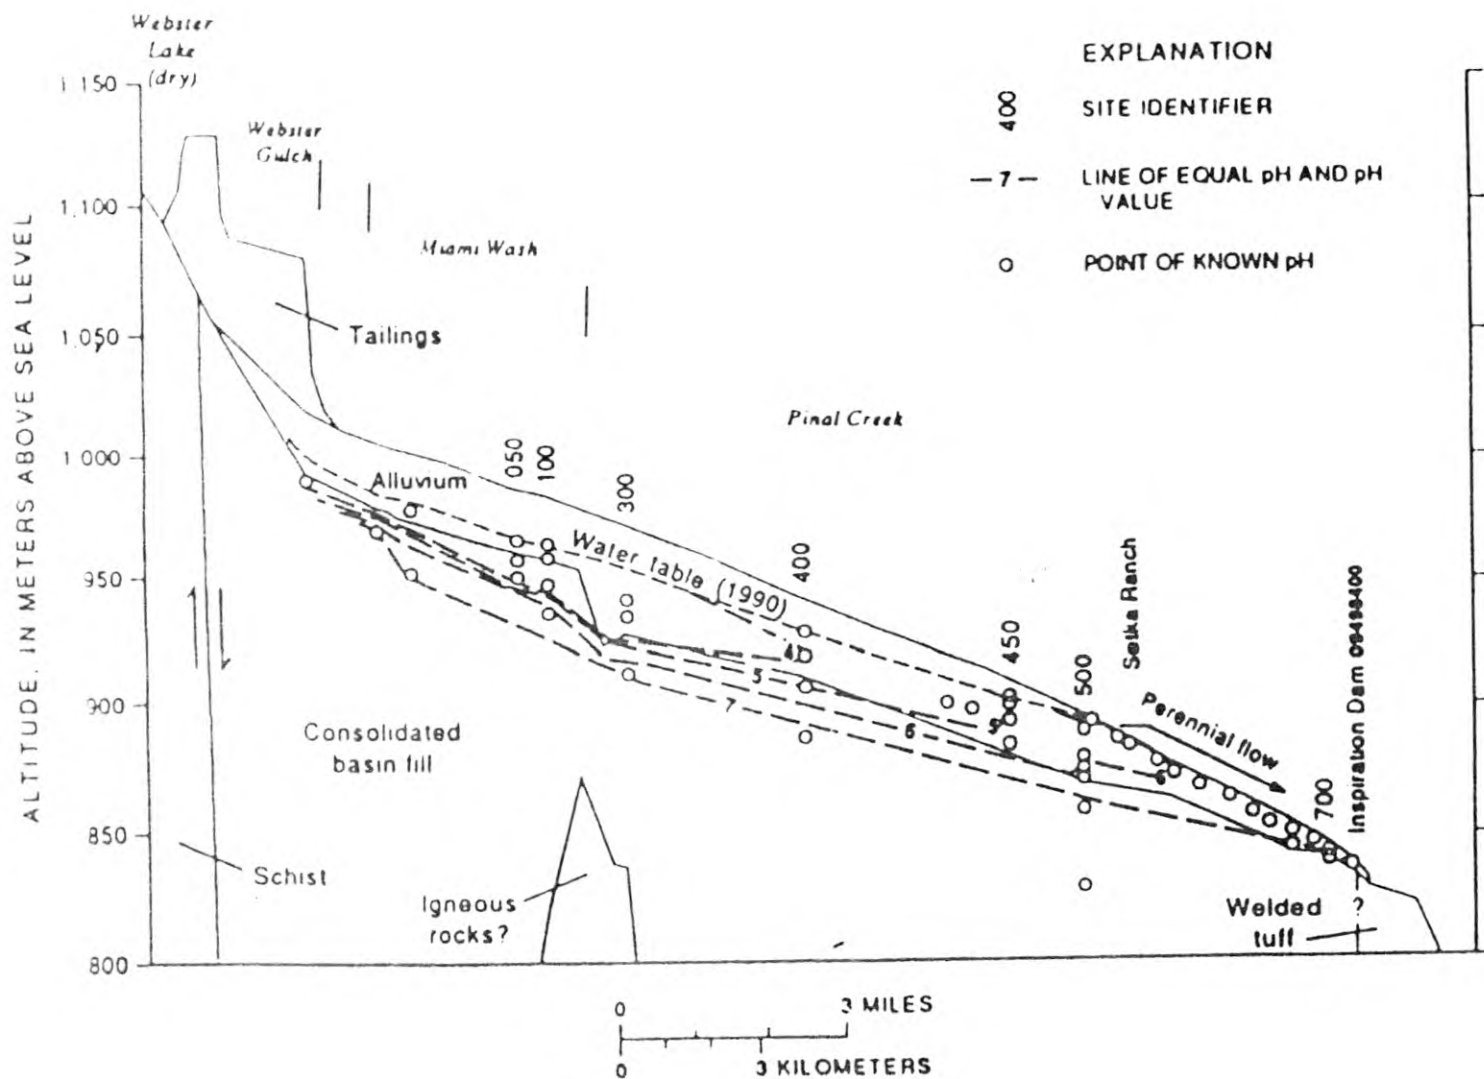 Webster
Lake
(dry)
EXPLANATION
400
SITE IDENTIFIER
— 7 —
LINE OF EQUAL pH AND pH
VALUE
POINT OF KNOWN pH
Webster
Gulch
Miami Wash
Pinal Creek
ALTITUDE, IN METERS ABOVE SEA LEVEL
1,150
1,100
1,050
1 000
950
900
850
800
Tailings
Alluvium
050
100
300
400
450
500
700
Water table (1990)
Setka Ranch
Perennial flow
Inspiration Dam
4
5
6
7
5
6
Consolidated
basin fill
Schist
Igneous
rocks?
Welded
tuff
?
0
3 MILES
0
3 KILOMETERS